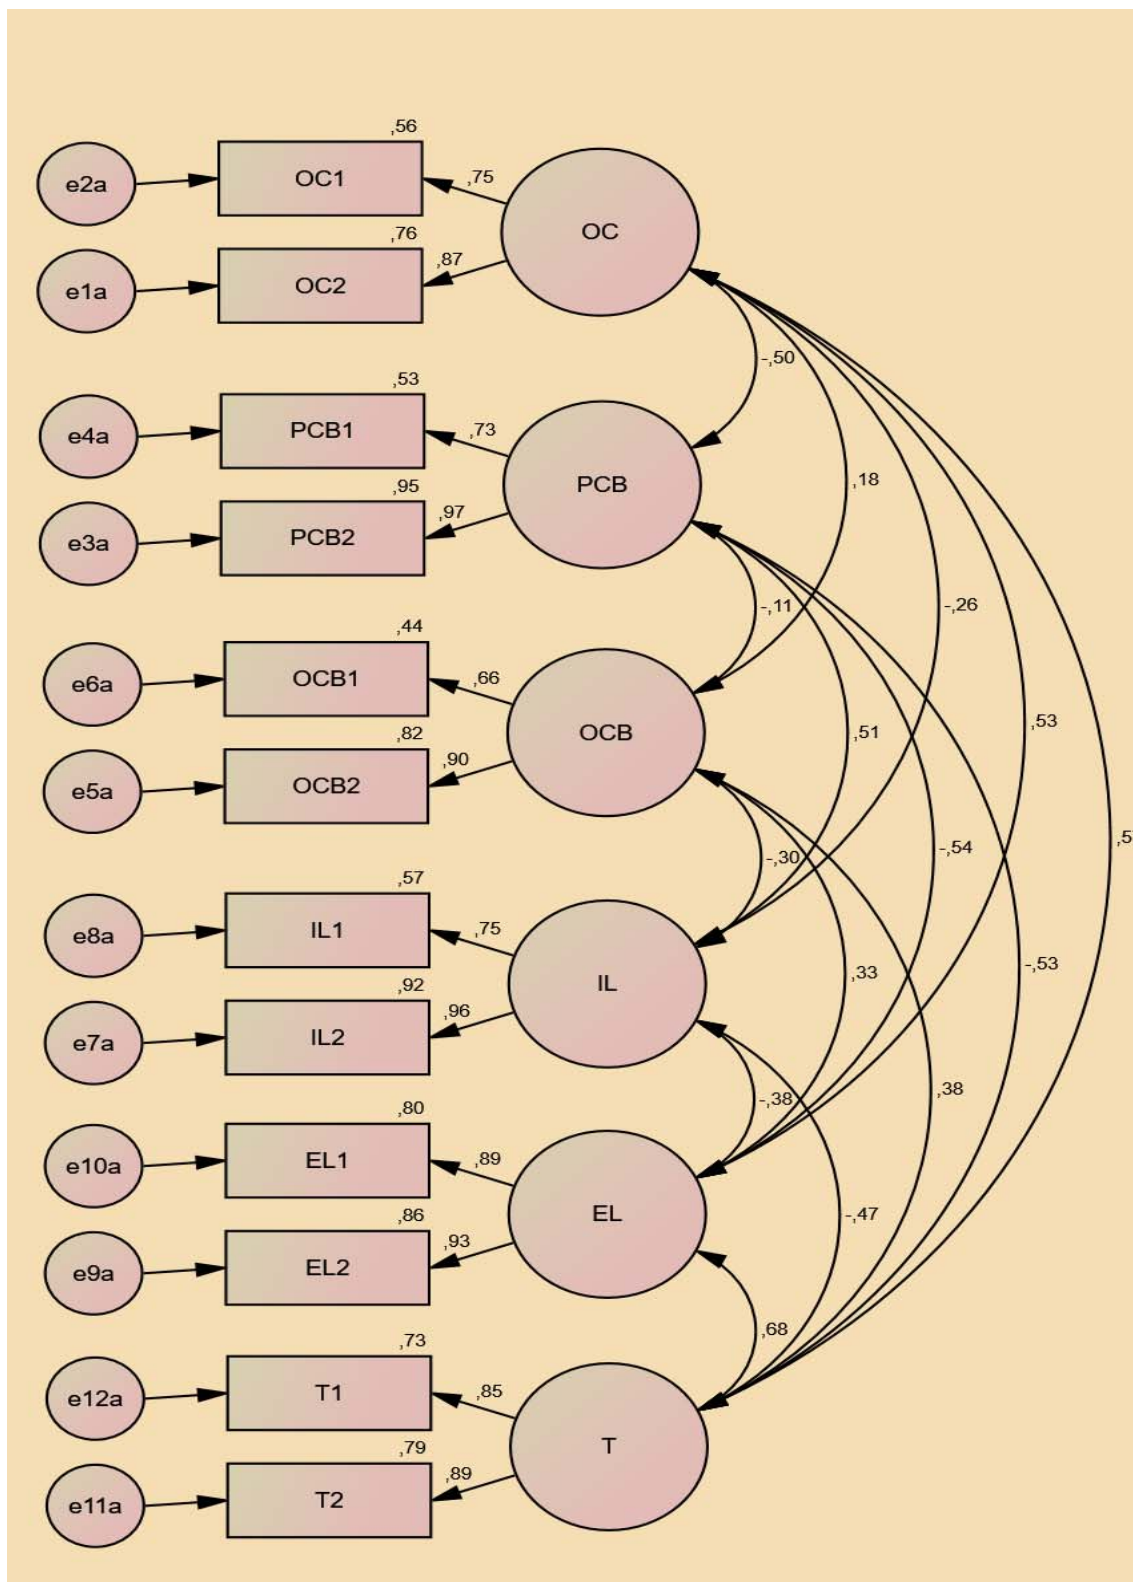 ,56
e2a OC1 ,75 OC
,76
e1a OC2 ,87
-,50
,53
e4a PCB1 ,73 PCB ,18
,95
e3a PCB2 ,97
-,11 -,26
,44
e6a OCB1 ,66 OCB ,51 ,53
,82
e5a OCB2 ,90
-,30 -,54
,57
e8a IL1 ,75 IL ,33 -,53
,92
e7a IL2 ,96
-,38 ,38
,80
e10a EL1 ,89 EL -,47
,86
e9a EL2 ,93
,68
,73
e12a T1 ,85 T
,79
e11a T2 ,89